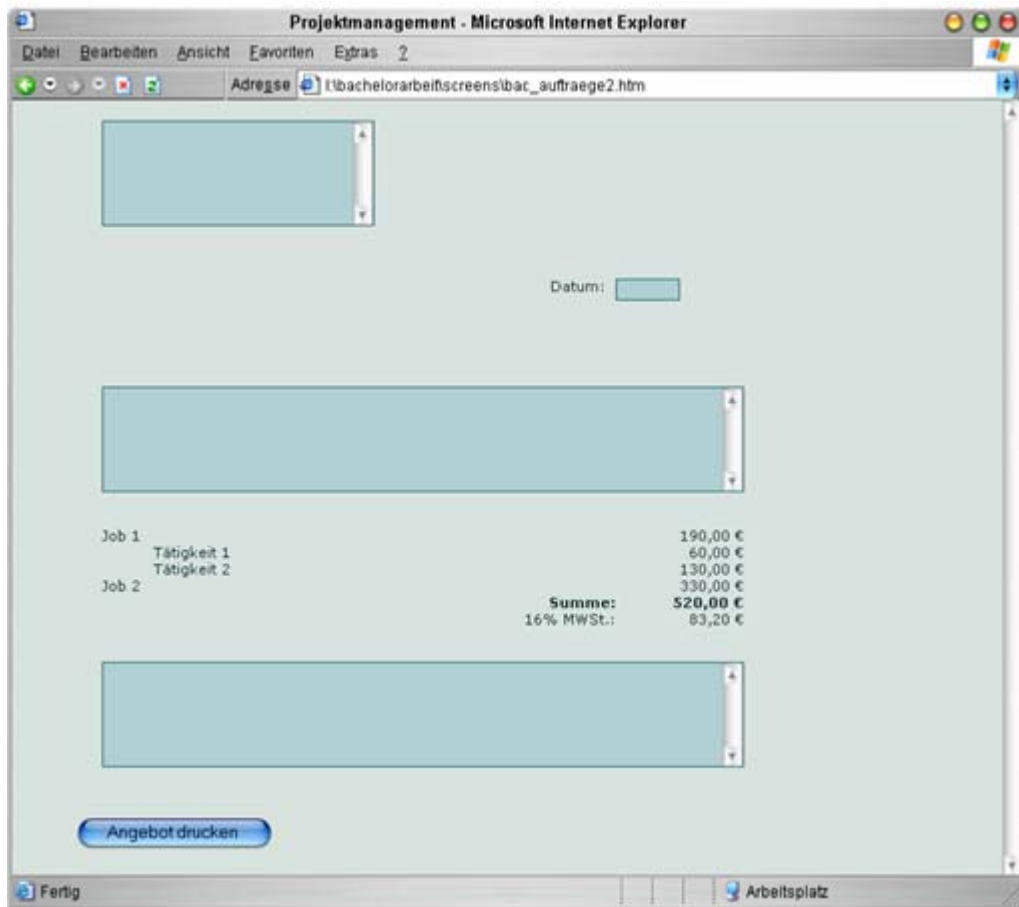 Projektmanagement - Microsoft Internet Explorer
Datei Bearbeiten Ansicht Favoriten Extras ?
Adresse I:\bachelorarbeit\screens\bac_auftraege2.htm
Datum:
Job 1 190,00 €
Tätigkeit 1 60,00 €
Tätigkeit 2 130,00 €
Job 2 330,00 €
Summe: 520,00 €
16% MWSt.: 83,20 €
Angebot drucken
Fertig Arbeitsplatz